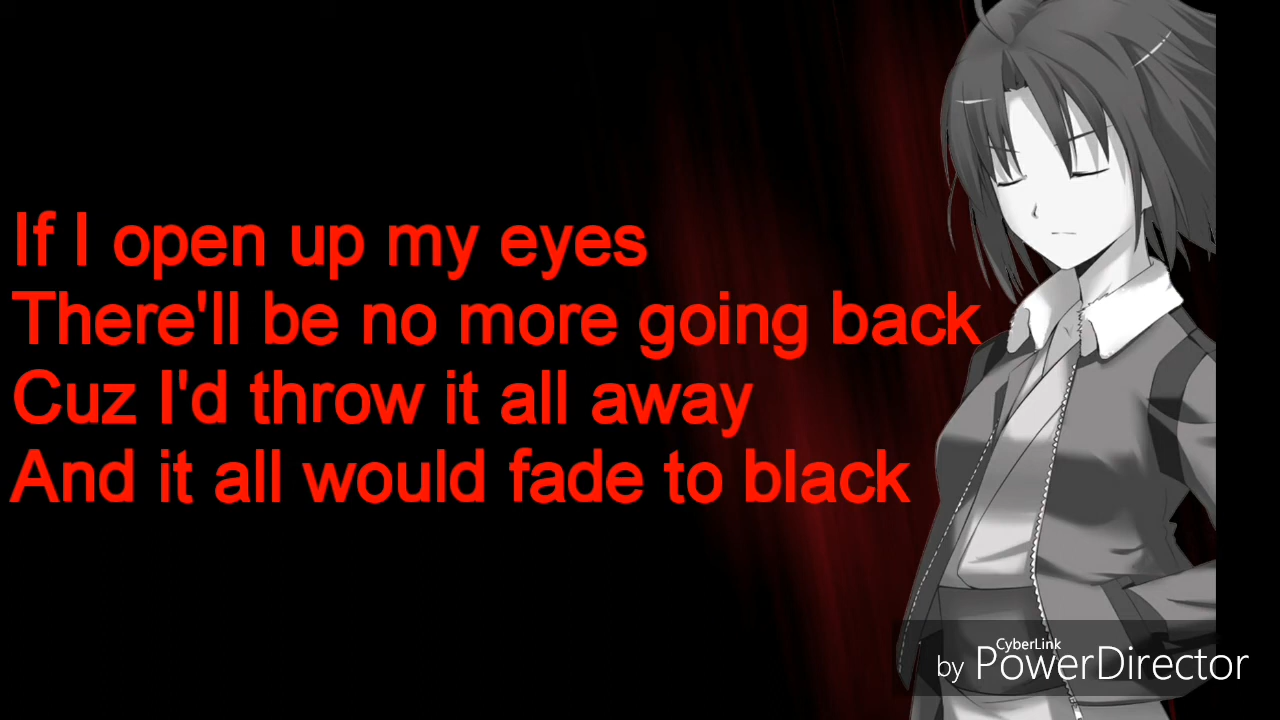 If I open up my eyes
There'll be no more going back
Cuz I'd throw it all away
And it all would fade to black
CyberLink
by PowerDirector